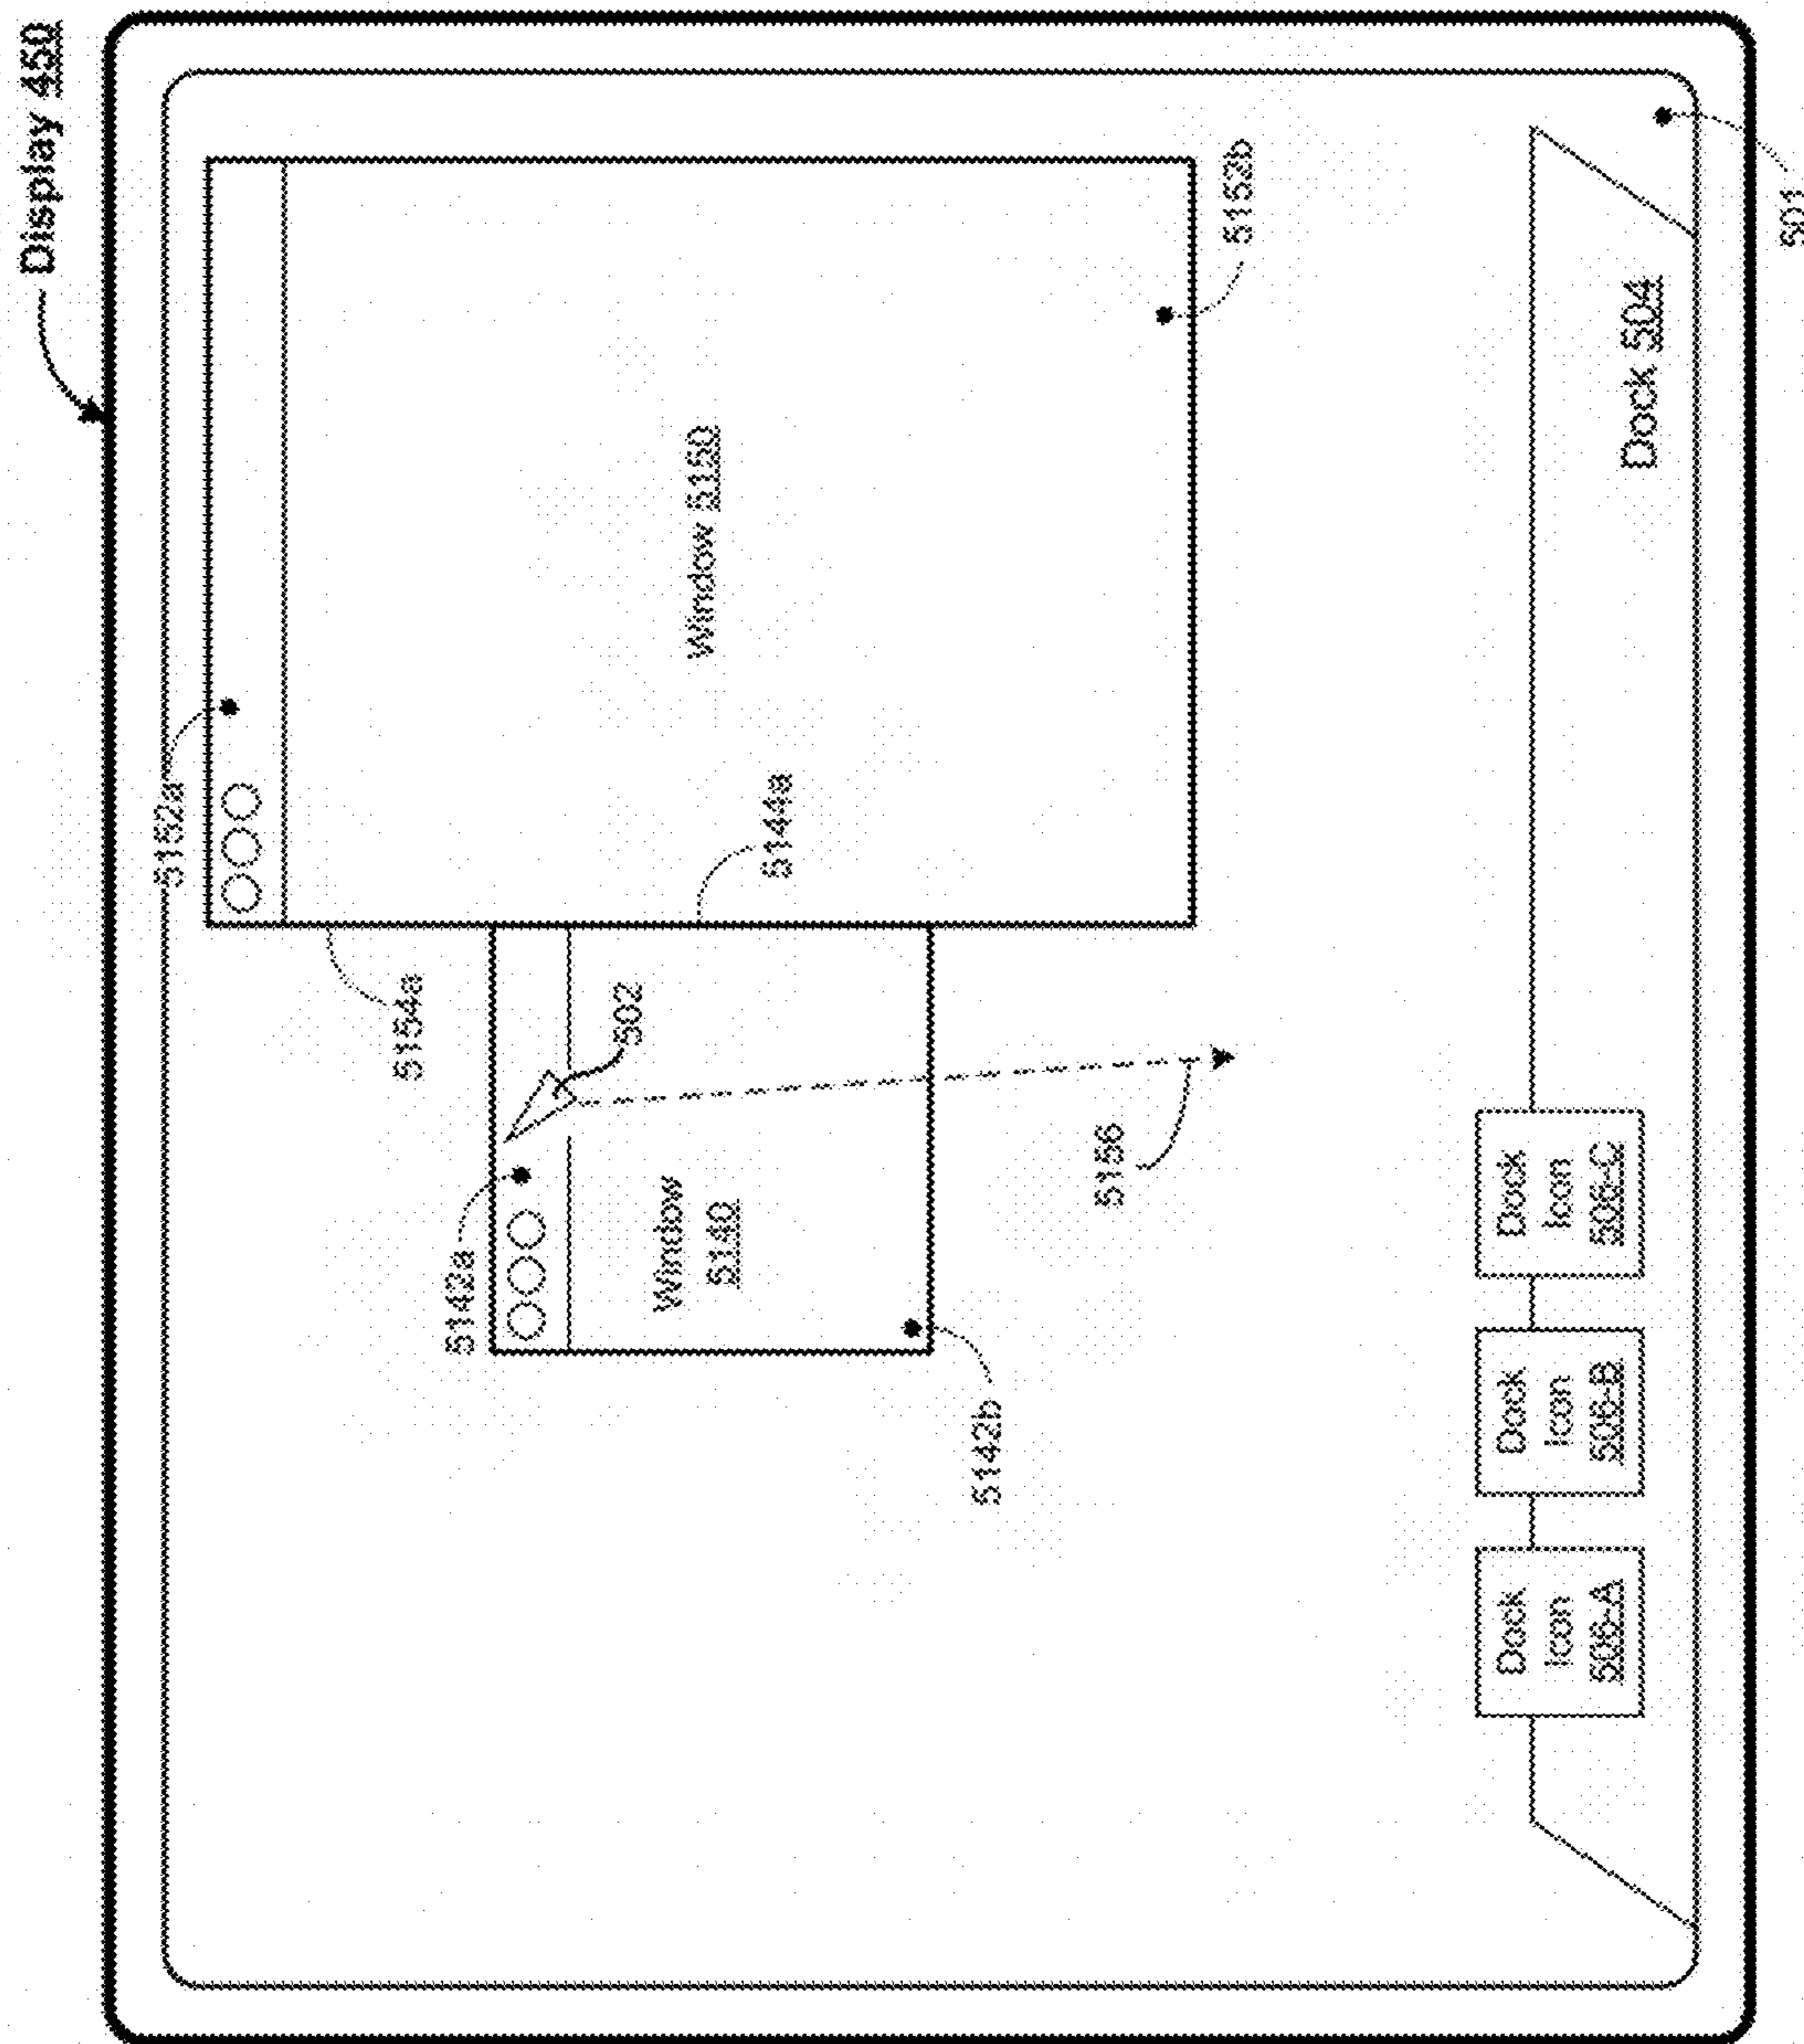 Display 450
5152a
5154a
5144a
Window 5150
5152b
5142a
502
Window
5140
5142b
5156
Dock
Icon
506-A
Dock
Icon
506-B
Dock
Icon
506-C
Dock 504
501